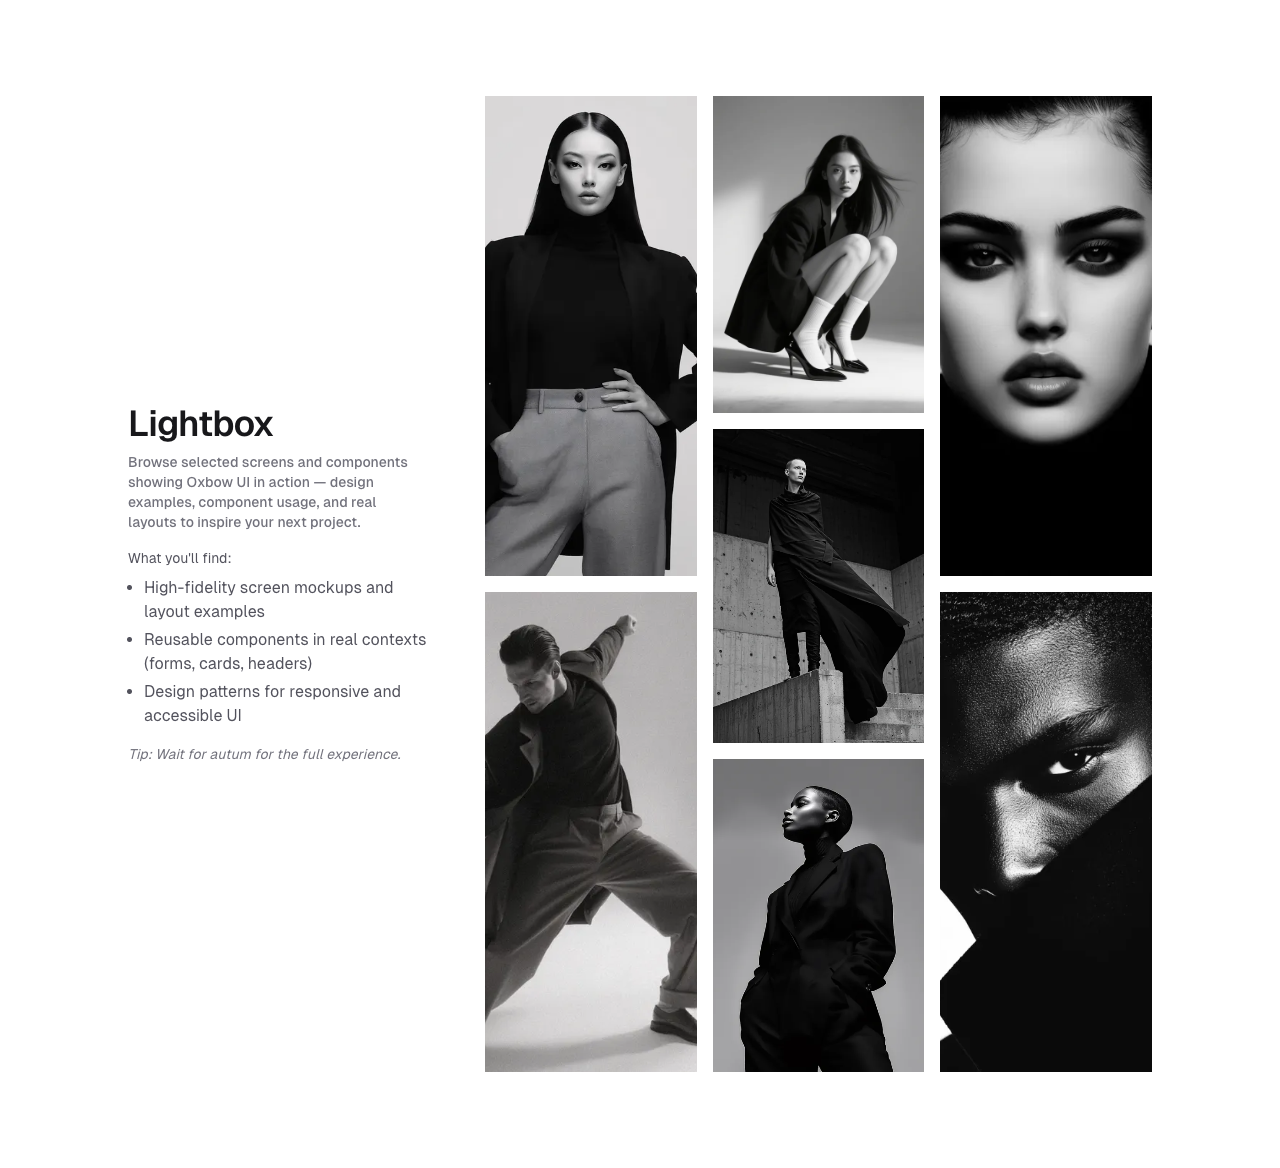 Lightbox
Browse selected screens and components
showing Oxbow UI in action — design
examples, component usage, and real
layouts to inspire your next project.
What you'll find:
• High-fidelity screen mockups and
layout examples
• Reusable components in real contexts
(forms, cards, headers)
• Design patterns for responsive and
accessible UI
Tip: Wait for autum for the full experience.